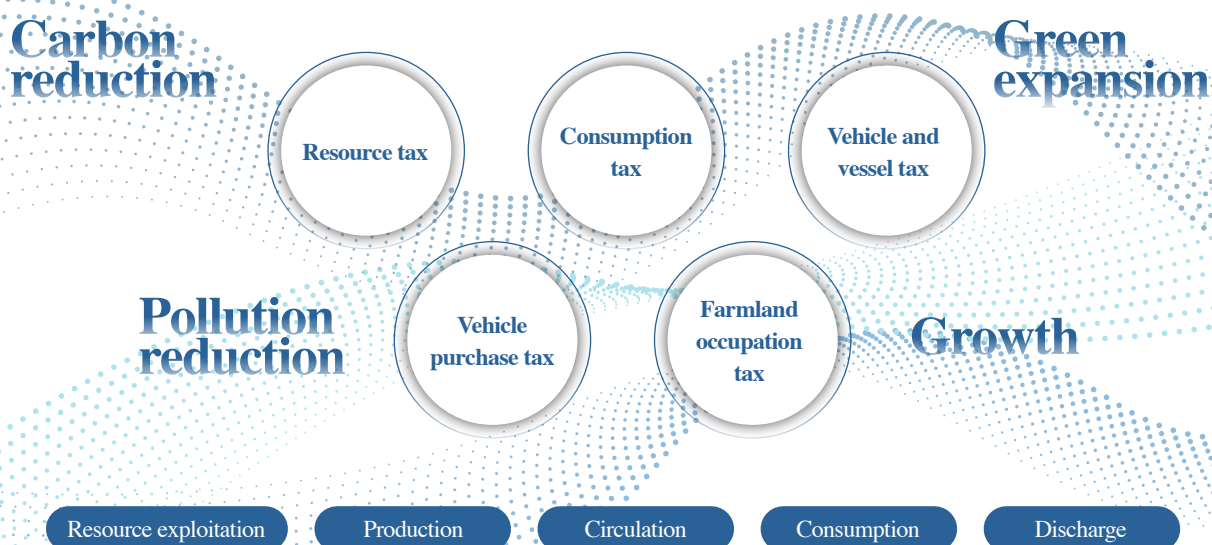 Carbon
reduction
Green
expansion
Resource tax
Consumption
tax
Vehicle and
vessel tax
Pollution
reduction
Vehicle
purchase tax
Farmland
occupation
tax
Growth
Resource exploitation
Production
Circulation
Consumption
Discharge